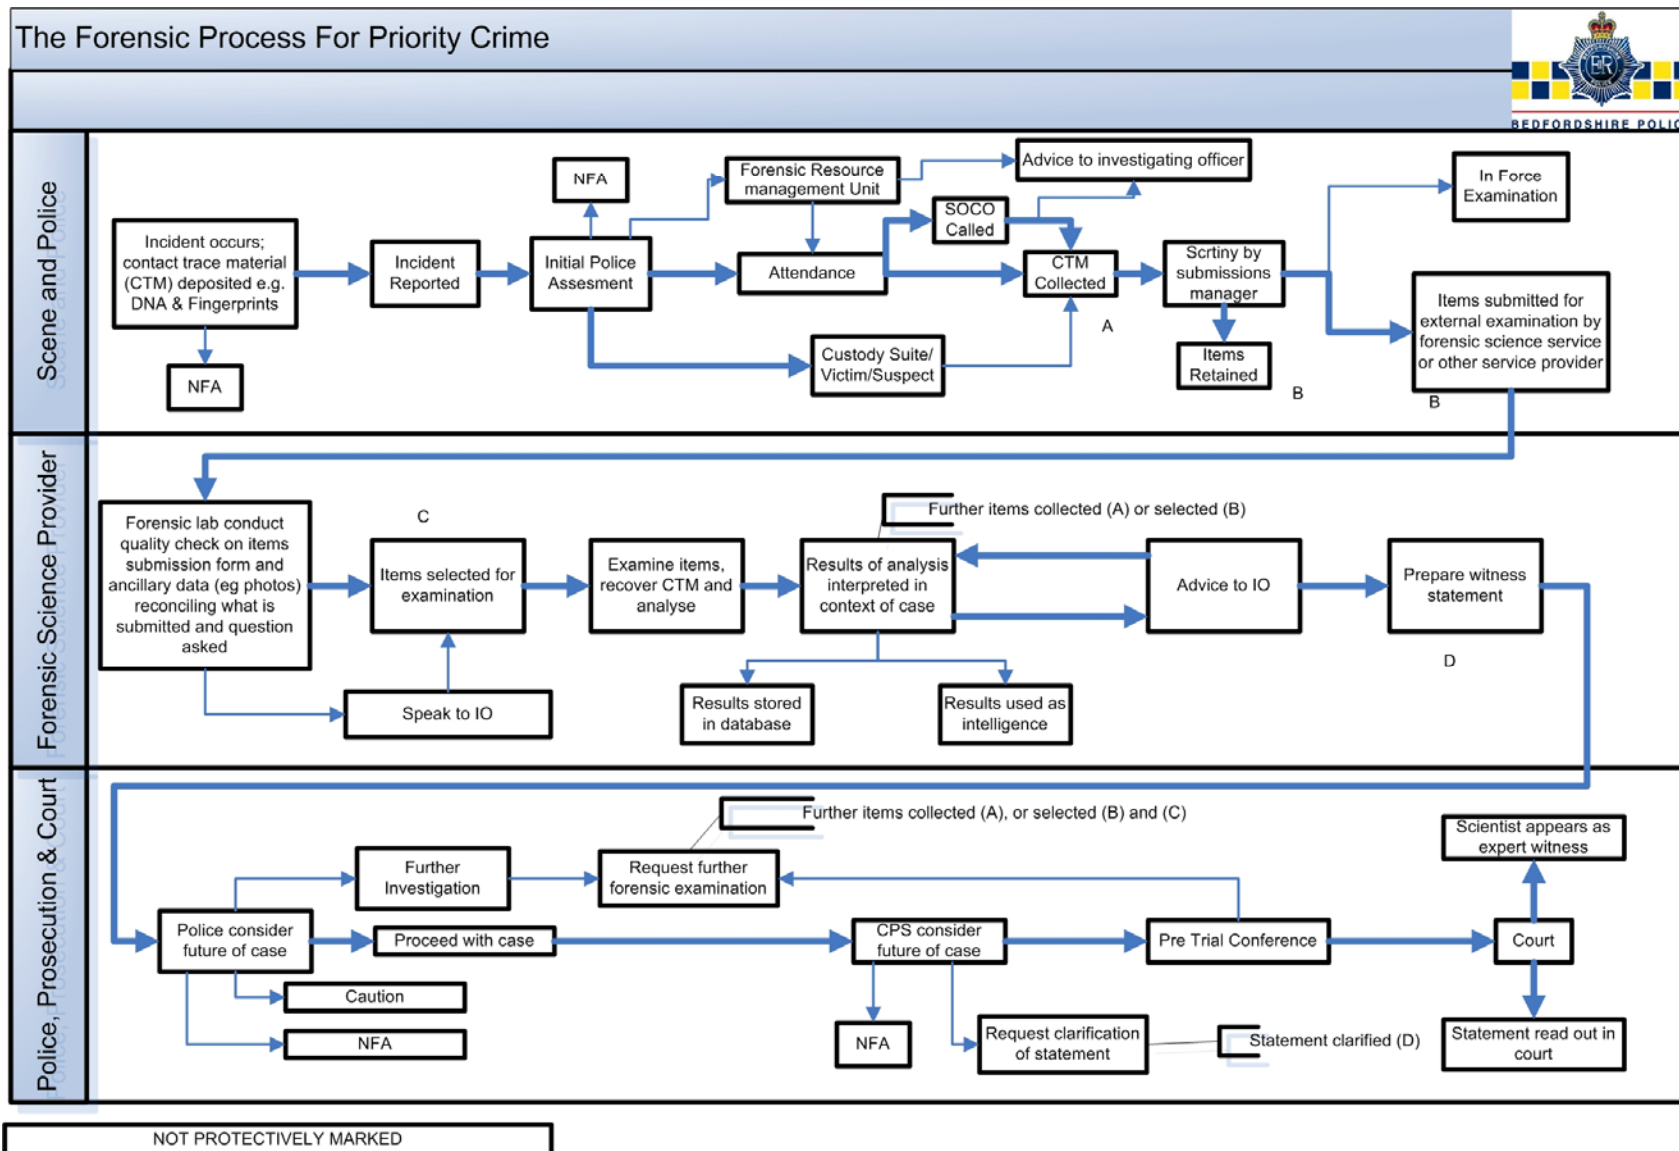 The Forensic Process For Priority Crime
BEDFORDSHIRE POLIC
Scene and Police
NFA
Forensic Resource
management Unit
Advice to investigating officer
In Force
Examination
Incident occurs;
contact trace material
(CTM) deposited e.g.
DNA & Fingerprints
Incident
Reported
Initial Police
Assesment
Attendance
SOCO
Called
CTM
Collected
Scrtiny by
submissions
manager
Items submitted for
external examination by
forensic science service
or other service provider
A
NFA
Custody Suite/
Victim/Suspect
Items
Retained
B
B
Forensic Science Provider
Forensic lab conduct
quality check on items
submission form and
ancillary data (eg photos)
reconciling what is
submitted and question
asked
C
Items selected for
examination
Examine items,
recover CTM and
analyse
Further items collected (A) or selected (B)
Results of analysis
interpreted in
context of case
Advice to IO
Prepare witness
statement
D
Speak to IO
Results stored
in database
Results used as
intelligence
Police, Prosecution & Court
Further items collected (A), or selected (B) and (C)
Further
Investigation
Request further
forensic examination
Scientist appears as
expert witness
Police consider
future of case
Proceed with case
CPS consider
future of case
Pre Trial Conference
Court
Caution
NFA
NFA
Request clarification
of statement
Statement clarified (D)
Statement read out in
court
NOT PROTECTIVELY MARKED